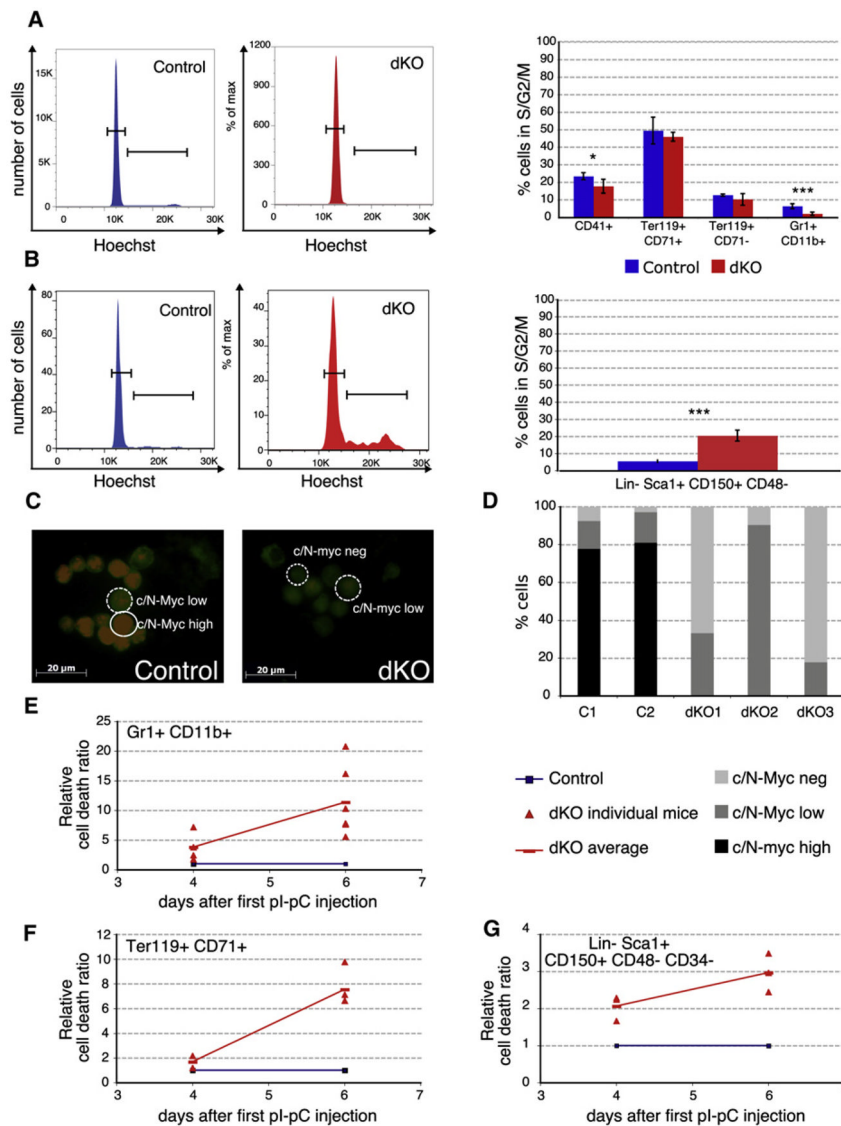 A
number of cells
15K
10K
5K
0
Control
0 10K 20K 30K
Hoechst
% of max
1200
900
600
300
0
dKO
0 10K 20K 30K
Hoechst
% cells in S/G2/M
100
90
80
70
60
50
40
30
20
10
0
*
***
CD41+ Ter119+ Ter119+ Gr1+
CD71+ CD71- CD11b+
Control dKO
B
number of cells
80
60
40
20
0
Control
0 10K 20K 30K
Hoechst
% of max
40
30
20
10
0
dKO
0 10K 20K 30K
Hoechst
% cells in S/G2/M
100
90
80
70
60
50
40
30
20
10
0
***
Lin- Sca1+ CD150+ CD48-
C
c/N-Myc low
c/N-Myc high
20 µm
Control
c/N-myc neg
c/N-myc low
20 µm
dKO
D
% cells
100
80
60
40
20
0
C1 C2 dKO1 dKO2 dKO3
E
Gr1+ CD11b+
Relative
cell death ratio
25
20
15
10
5
0
3 4 5 6 7
days after first pI-pC injection
Control
dKO individual mice
dKO average
c/N-Myc neg
c/N-Myc low
c/N-myc high
F
Ter119+ CD71+
Relative
cell death ratio
12
10
8
6
4
2
0
3 4 5 6 7
days after first pI-pC injection
G
Lin- Sca1+
CD150+ CD48- CD34-
Relative
cell death ratio
4
3
2
1
0
3 4 5 6 7
days after first pI-pC injection